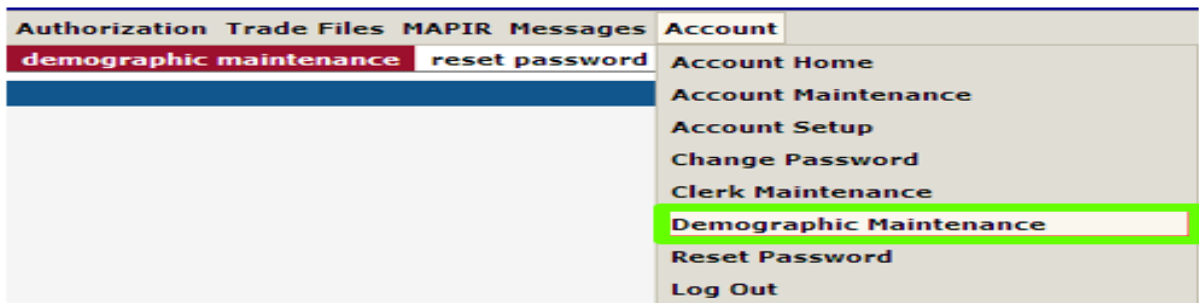 Authorization Trade Files MAPIR Messages Account
demographic maintenance reset password
Account Home
Account Maintenance
Account Setup
Change Password
Clerk Maintenance
Demographic Maintenance
Reset Password
Log Out